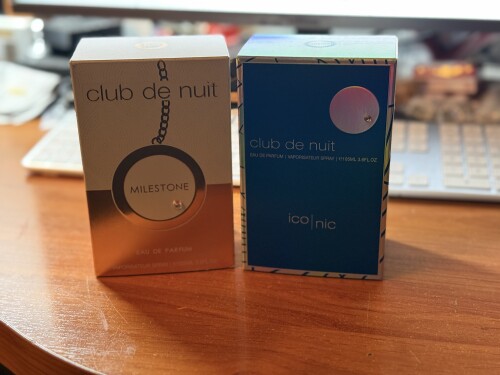 club de nuit
MILESTONE
EAU DE PARFUM
club de nuit
EAU DE PARFUM | VAPORISATEUR SPRAY | ℮105ML 3.6FL.OZ
ico|nic